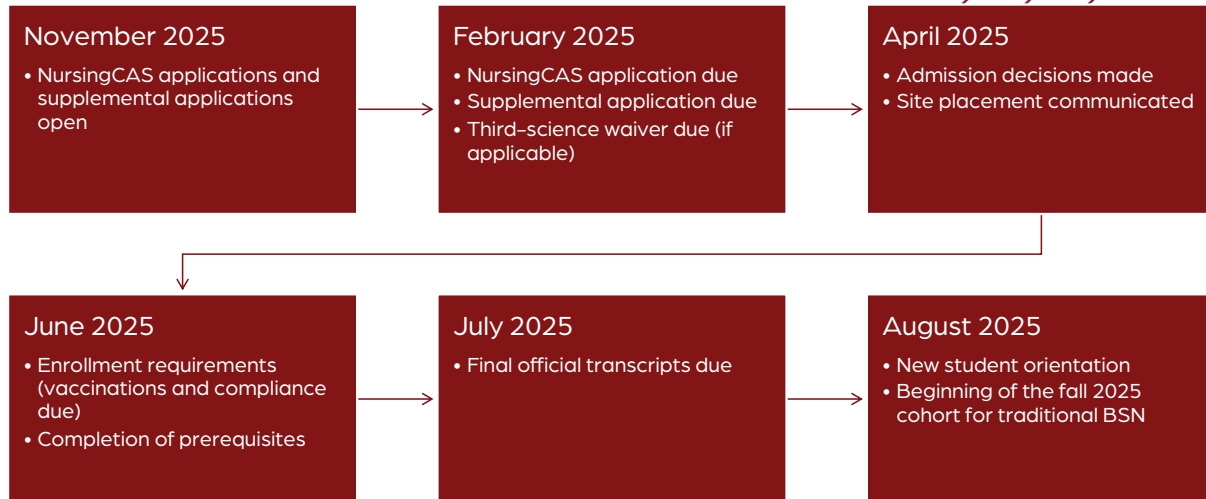 November 2025
• NursingCAS applications and
supplemental applications
open
February 2025
• NursingCAS application due
• Supplemental application due
• Third-science waiver due (if
applicable)
April 2025
• Admission decisions made
• Site placement communicated
June 2025
• Enrollment requirements
(vaccinations and compliance
due)
• Completion of prerequisites
July 2025
• Final official transcripts due
August 2025
• New student orientation
• Beginning of the fall 2025
cohort for traditional BSN